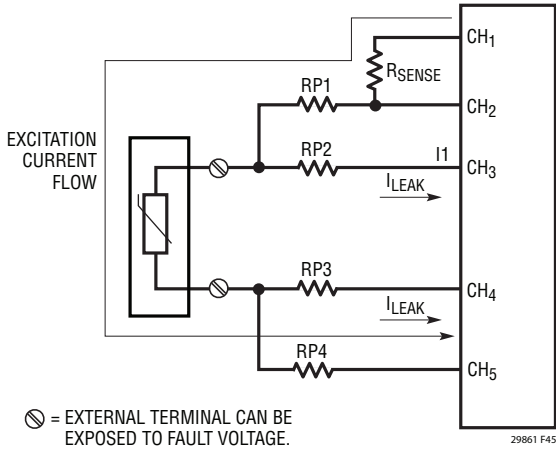 CH1
RSENSE
RP1
CH2
EXCITATION
CURRENT
FLOW
RP2
I1
CH3
ILEAK
RP3
CH4
ILEAK
RP4
CH5
= EXTERNAL TERMINAL CAN BE
EXPOSED TO FAULT VOLTAGE.
29861 F45